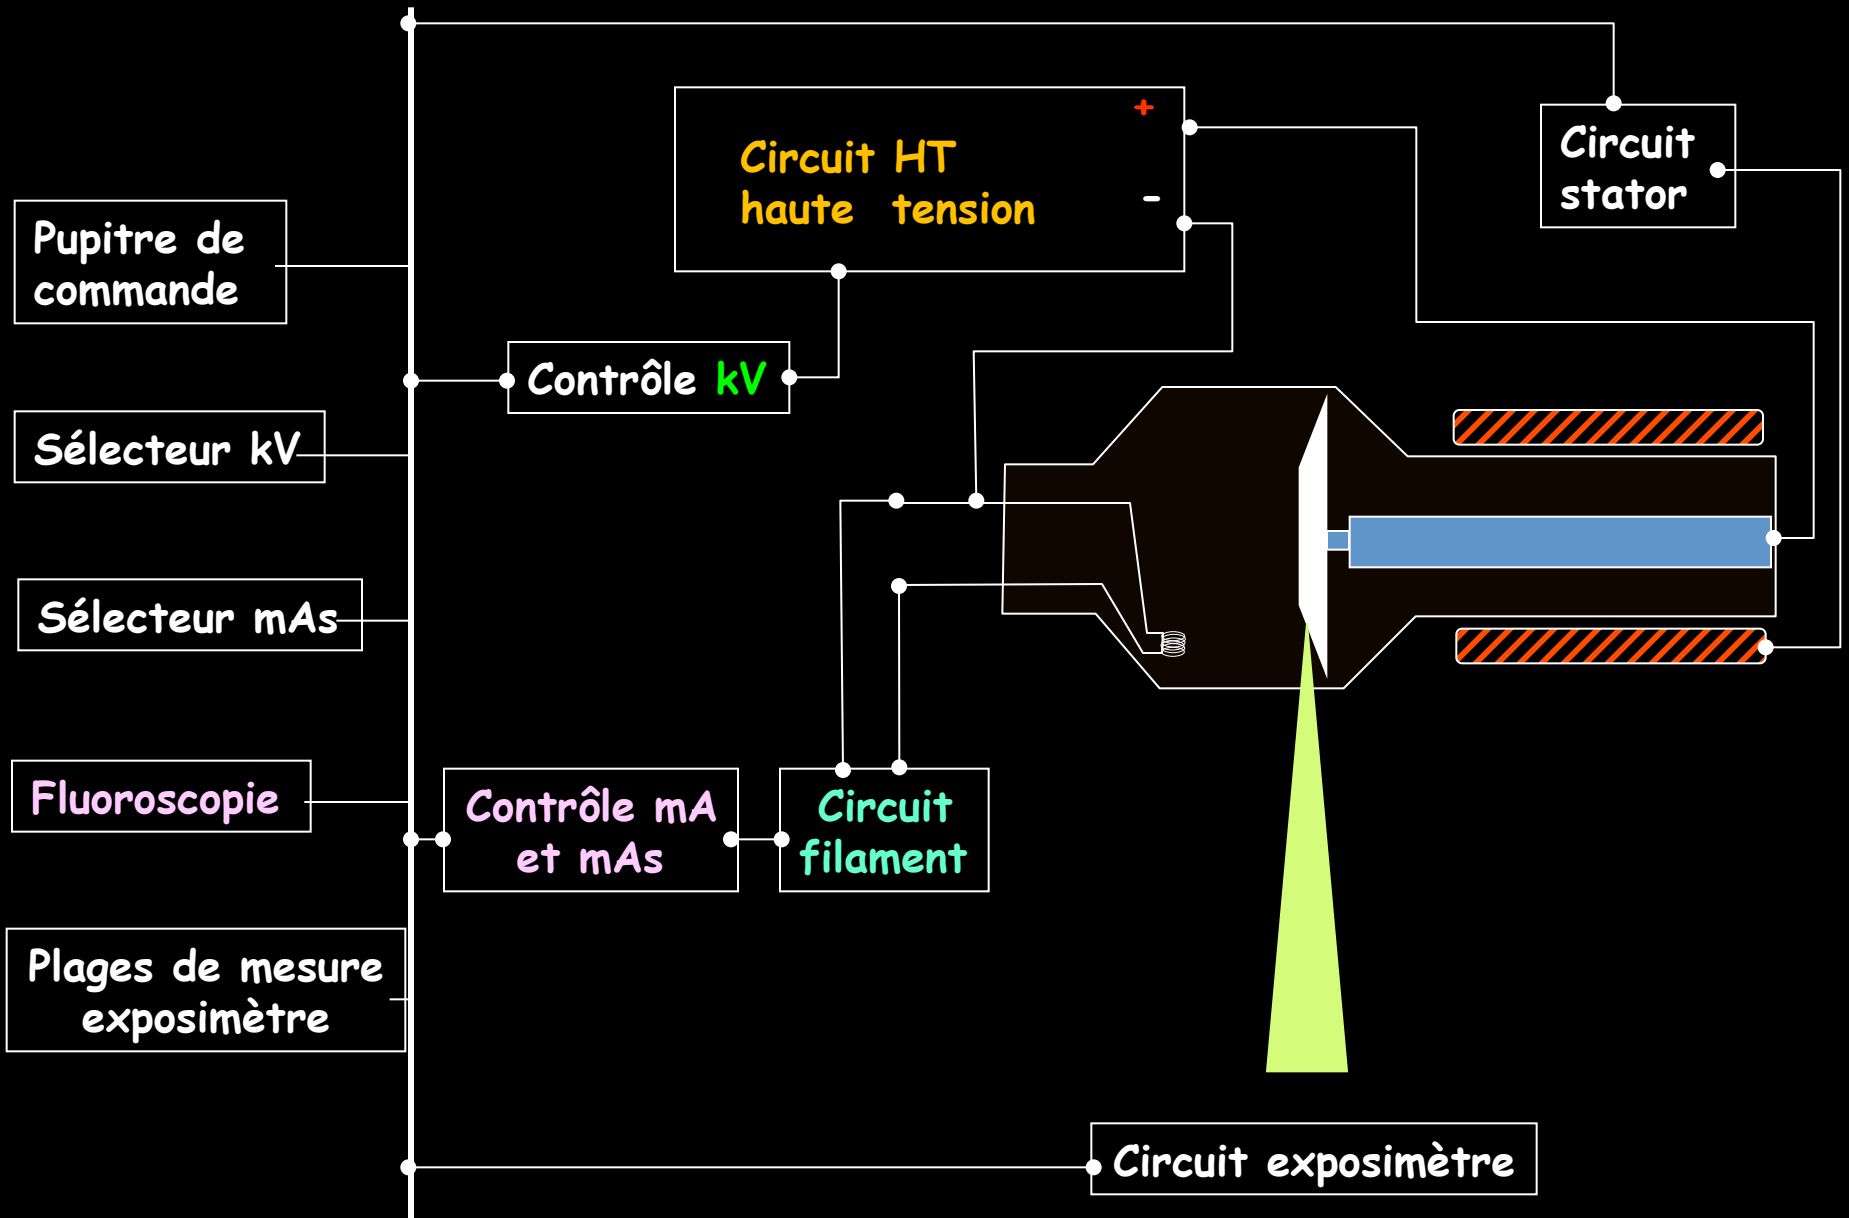 +
Circuit HT
haute tension
-
Circuit
stator
Pupitre de
commande
Contrôle kV
Sélecteur kV
Sélecteur mAs
Fluoroscopie
Contrôle mA
et mAs
Circuit
filament
Plages de mesure
exposimètre
Circuit exposimètre